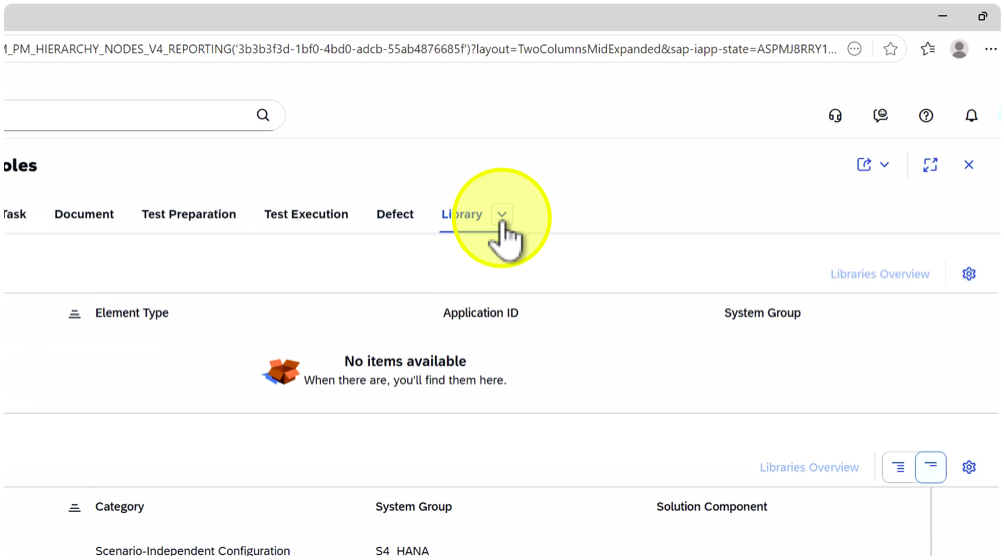 M_PM_HIERARCHY_NODES_V4_REPORTING('3b3b3f3d-1bf0-4bd0-adcb-55ab4876685f')?layout=TwoColumnsMidExpanded&sap-iapp-state=ASPMJ8RRY1...
oles
Task Document Test Preparation Test Execution Defect Library
Libraries Overview
Element Type Application ID System Group
No items available
When there are, you'll find them here.
Libraries Overview
Category System Group Solution Component
Scenario-Independent Configuration S4_HANA